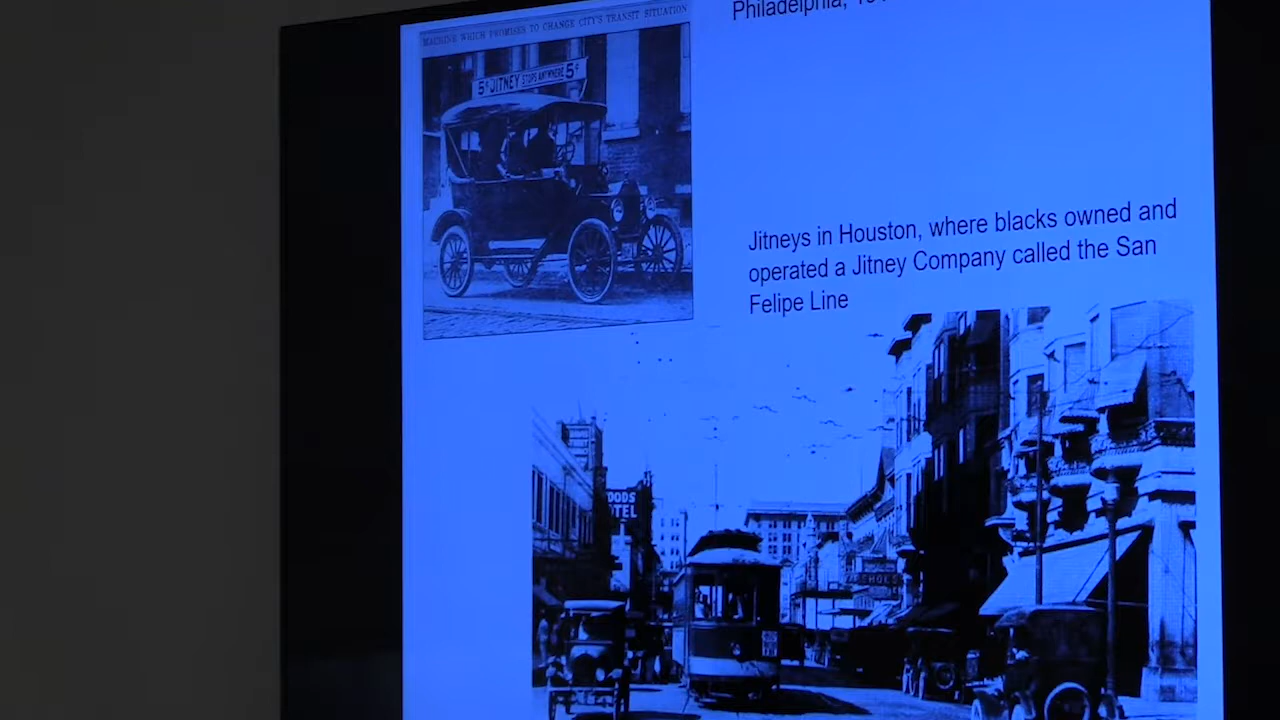 MACHINE WHICH PROMISES TO CHANGE CITY'S TRANSIT SITUATION
5¢ JITNEY STOPS ANYWHERE 5¢
Philadelphia,
Jitneys in Houston, where blacks owned and
operated a Jitney Company called the San
Felipe Line